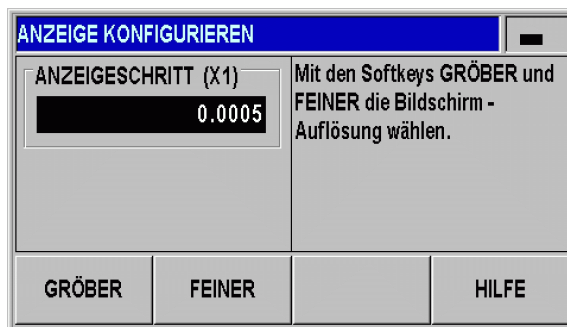 ANZEIGE KONFIGURIEREN
ANZEIGESCHRITT (X1)
0.0005
Mit den Softkeys GRÖBER und
FEINER die Bildschirm -
Auflösung wählen.
GRÖBER
FEINER
HILFE